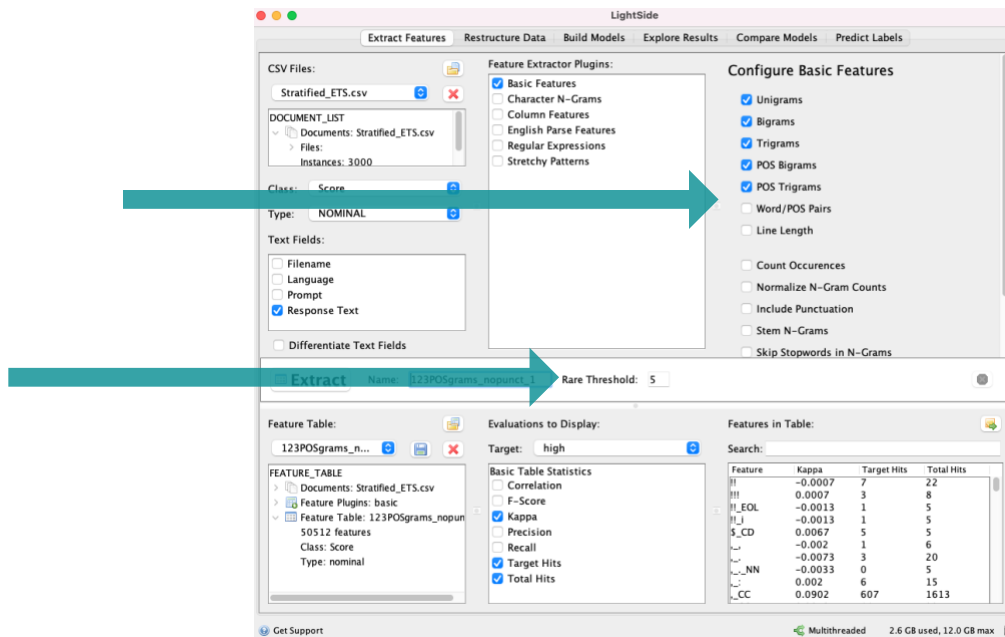 LightSide
Extract Features Restructure Data Build Models Explore Results Compare Models Predict Labels
CSV Files:
Stratified_ETS.csv
DOCUMENT_LIST
Documents: Stratified_ETS.csv
Files:
Instances: 3000
Class: Score
Type: NOMINAL
Text Fields:
Filename
Language
Prompt
Response Text
Differentiate Text Fields
Feature Extractor Plugins:
Basic Features
Character N-Grams
Column Features
English Parse Features
Regular Expressions
Stretchy Patterns
Configure Basic Features
Unigrams
Bigrams
Trigrams
POS Bigrams
POS Trigrams
Word/POS Pairs
Line Length
Count Occurences
Normalize N-Gram Counts
Include Punctuation
Stem N-Grams
Skip Stopwords in N-Grams
Extract Name: 123POSgrams_nopunct_1 Rare Threshold: 5
Feature Table:
123POSgrams_n...
FEATURE_TABLE
Documents: Stratified_ETS.csv
Feature Plugins: basic
Feature Table: 123POSgrams_nopun
50512 features
Class: Score
Type: nominal
Evaluations to Display:
Target: high
Basic Table Statistics
Correlation
F-Score
Kappa
Precision
Recall
Target Hits
Total Hits
Features in Table:
Search:
Feature Kappa Target Hits Total Hits
!! -0.0007 7 22
!!! 0.0007 3 8
!!_EOL -0.0013 1 5
!!_i -0.0013 1 5
$_CD 0.0067 5 5
,_, -0.002 1 6
,_. -0.0073 3 20
,_._NN -0.0033 0 5
,_: 0.002 6 15
,_CC 0.0902 607 1613
Get Support Multithreaded 2.6 GB used, 12.0 GB max